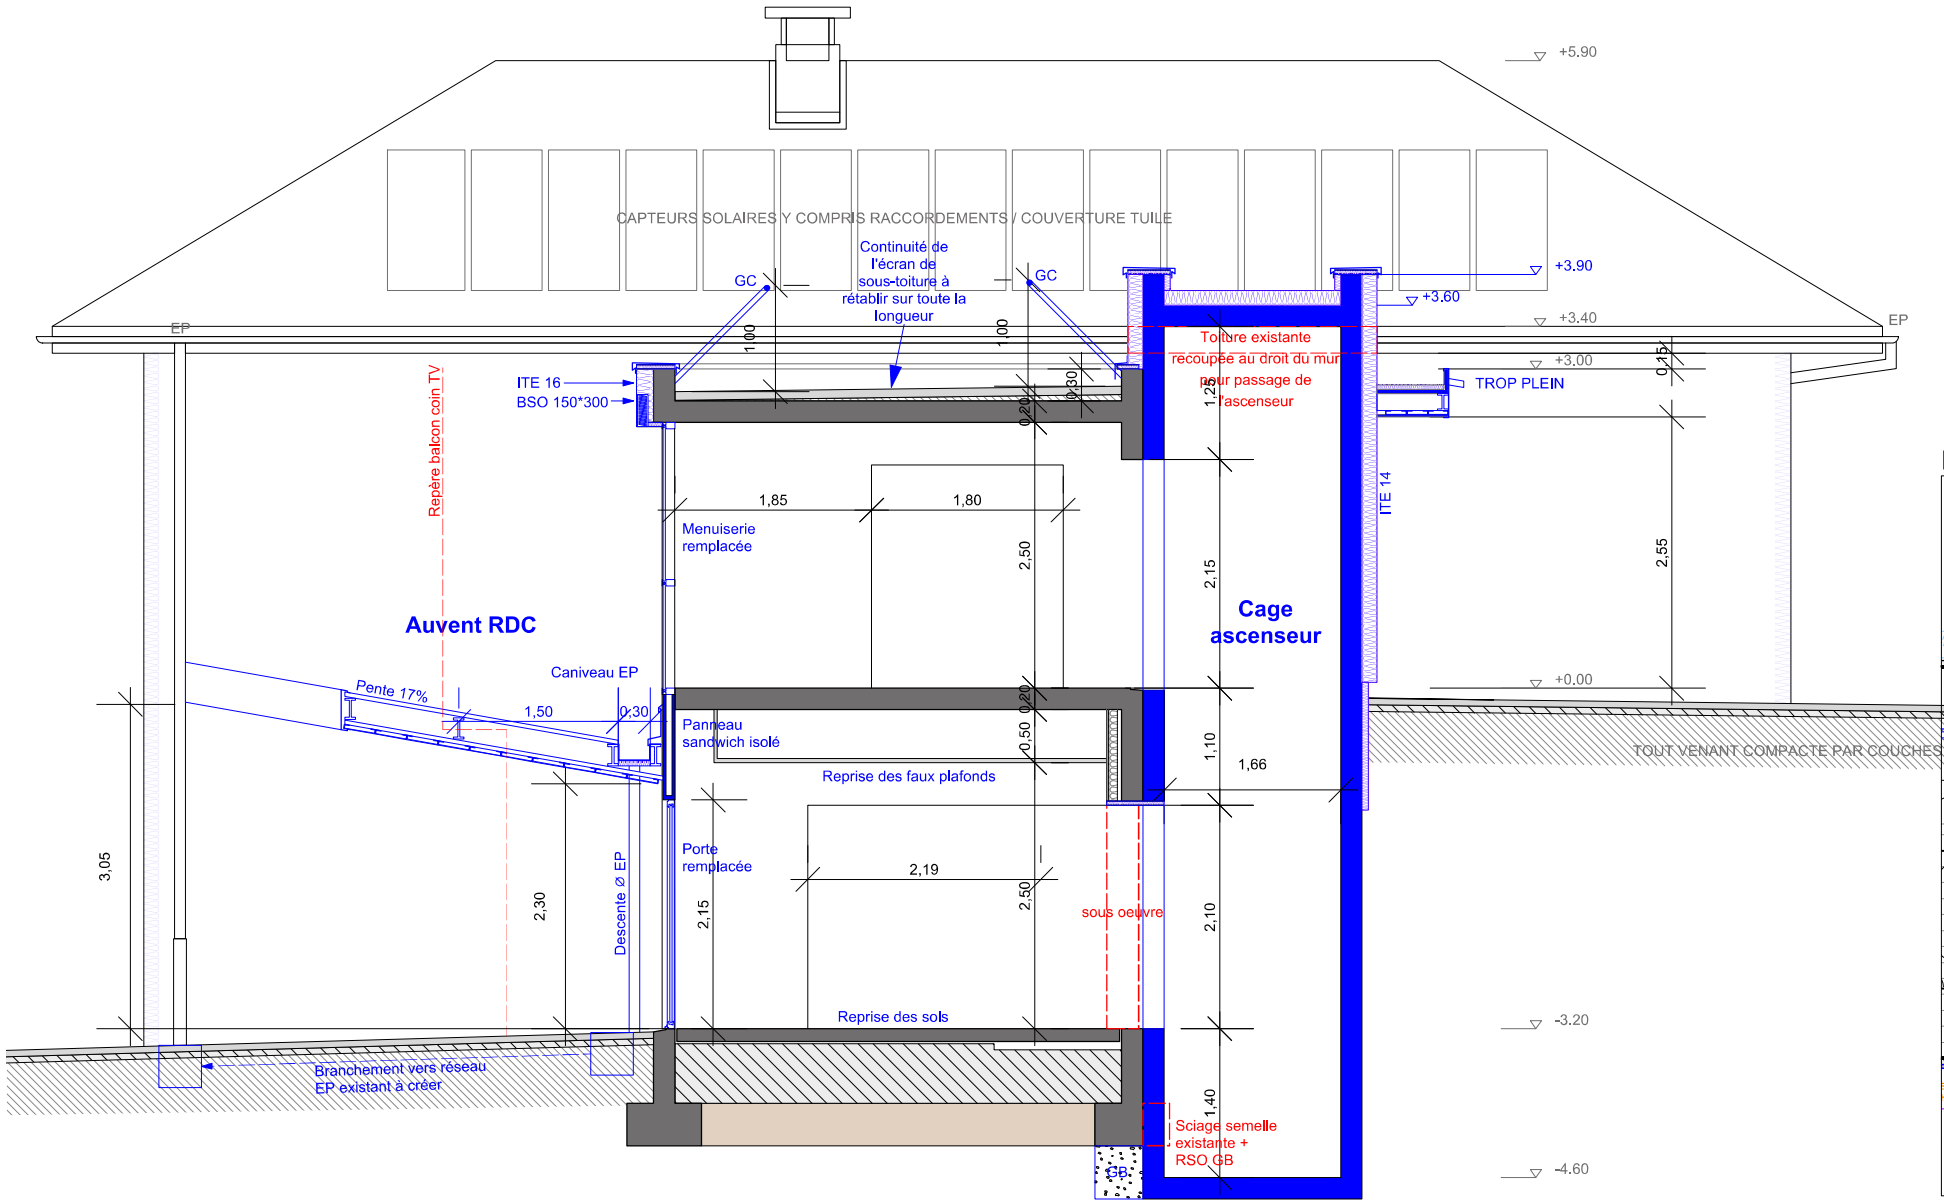 +5.90
CAPTEURS SOLAIRES Y COMPRIS RACCORDEMENTS / COUVERTURE TUILE
Continuité de
l'écran de
sous-toiture à
rétablir sur toute la
longueur
GC
GC
+3.90
+3.60
+3.40
EP
EP
1,00
1,00
Toiture existante
recoupée au droit du mur
pour passage de
l'ascenseur
+3.00
0,15
ITE 16
BSO 150*300
0,30
0,20
1,25
TROP PLEIN
Repère balcon coin TV
1,85
1,80
ITE 14
Menuiserie
remplacée
2,50
2,15
2,55
Auvent RDC
Cage
ascenseur
Caniveau EP
Pente 17%
+0.00
1,50
0,30
0,20
Panneau
sandwich isolé
0,50
1,10
TOUT VENANT COMPACTE PAR COUCHES
1,66
Reprise des faux plafonds
3,05
Porte
remplacée
2,19
2,30
2,15
2,50
Descente Ø EP
sous oeuvre
2,10
Reprise des sols
-3.20
Branchement vers réseau
EP existant à créer
1,40
Sciage semelle
existante +
RSO GB
GB
-4.60